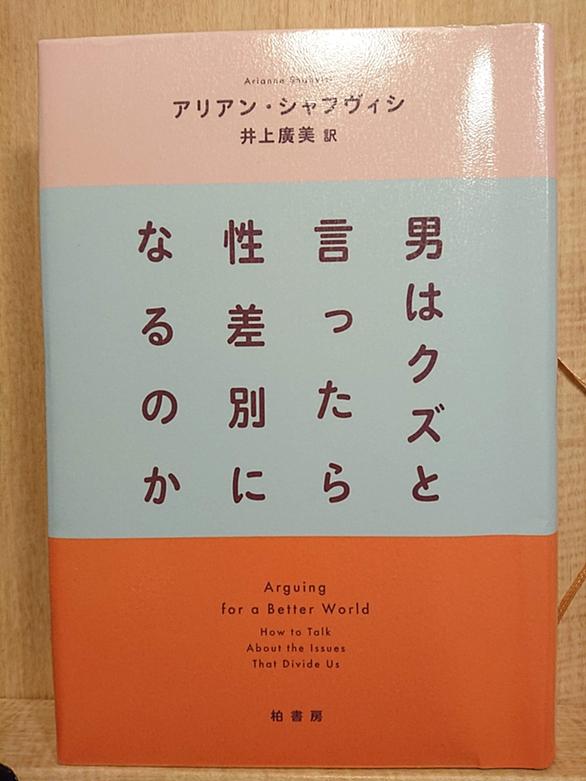 Arianne Shahvisi
アリアン・シャフヴィシ
井上廣美 訳
男はクズと
言ったら
性差別に
なるのか
Arguing
for a Better World
How to Talk
About the Issues
That Divide Us
柏書房